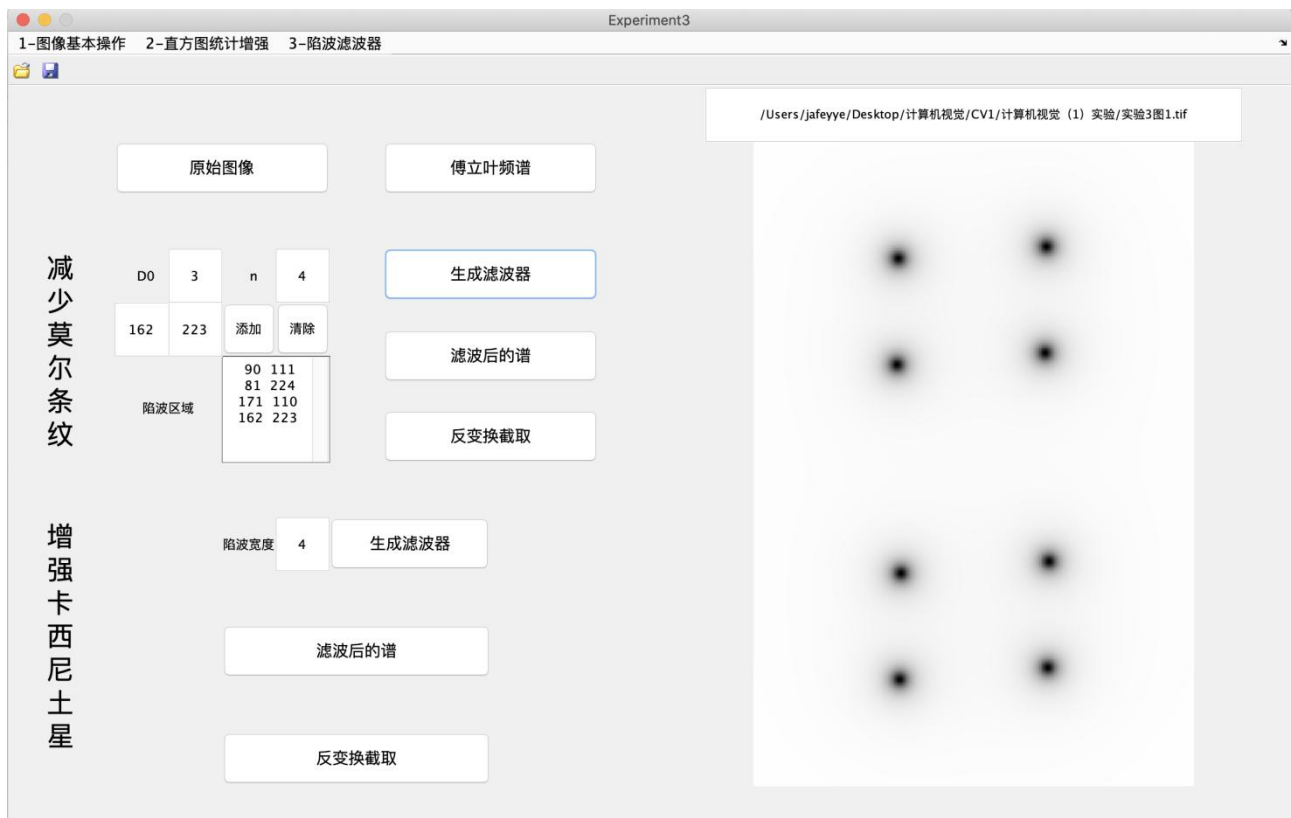 Experiment3
1-图像基本操作 2-直方图统计增强 3-陷波滤波器
/Users/jafeyye/Desktop/计算机视觉/CV1/计算机视觉（1）实验/实验3图1.tif
原始图像 傅立叶频谱
减少莫尔条纹
D0 3 n 4 生成滤波器
162 223 添加 清除
滤波后的谱
陷波区域
90 111
81 224
171 110
162 223
反变换截取
增强卡西尼土星
陷波宽度 4 生成滤波器
滤波后的谱
反变换截取